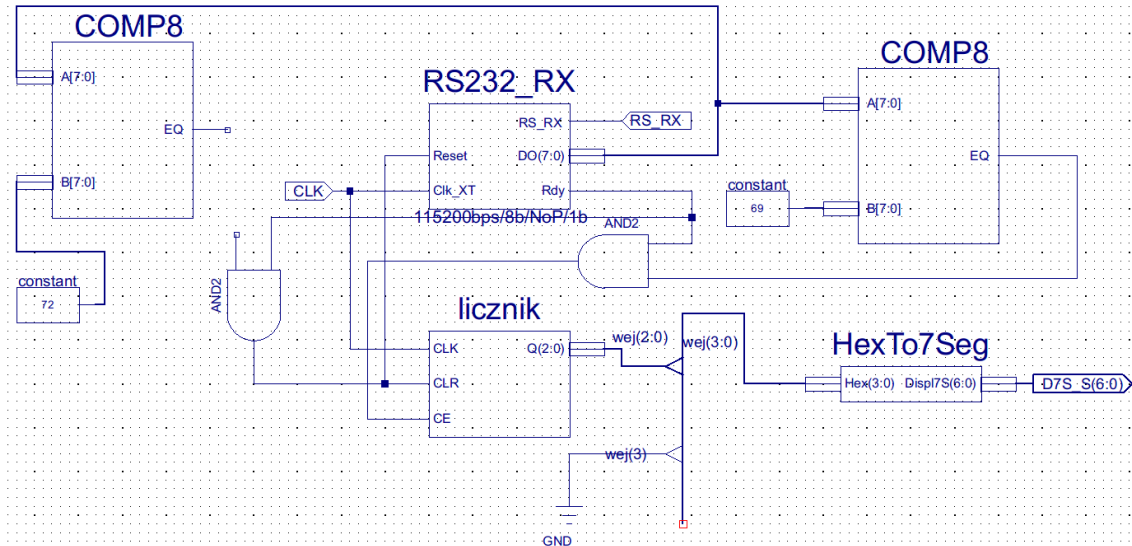 COMP8
A[7:0]
EQ
B[7:0]
constant
72
RS232_RX
RS_RX
RS_RX
Reset
DO(7:0)
CLK
Clk_XT
Rdy
115200bps/8b/NoP/1b
COMP8
A[7:0]
EQ
constant
69
B[7:0]
AND2
AND2
licznik
CLK
Q(2:0)
CLR
CE
wej(2:0)
wej(3:0)
wej(3)
GND
HexTo7Seg
Hex(3:0)
Displ7S(6:0)
D7S_S(6:0)